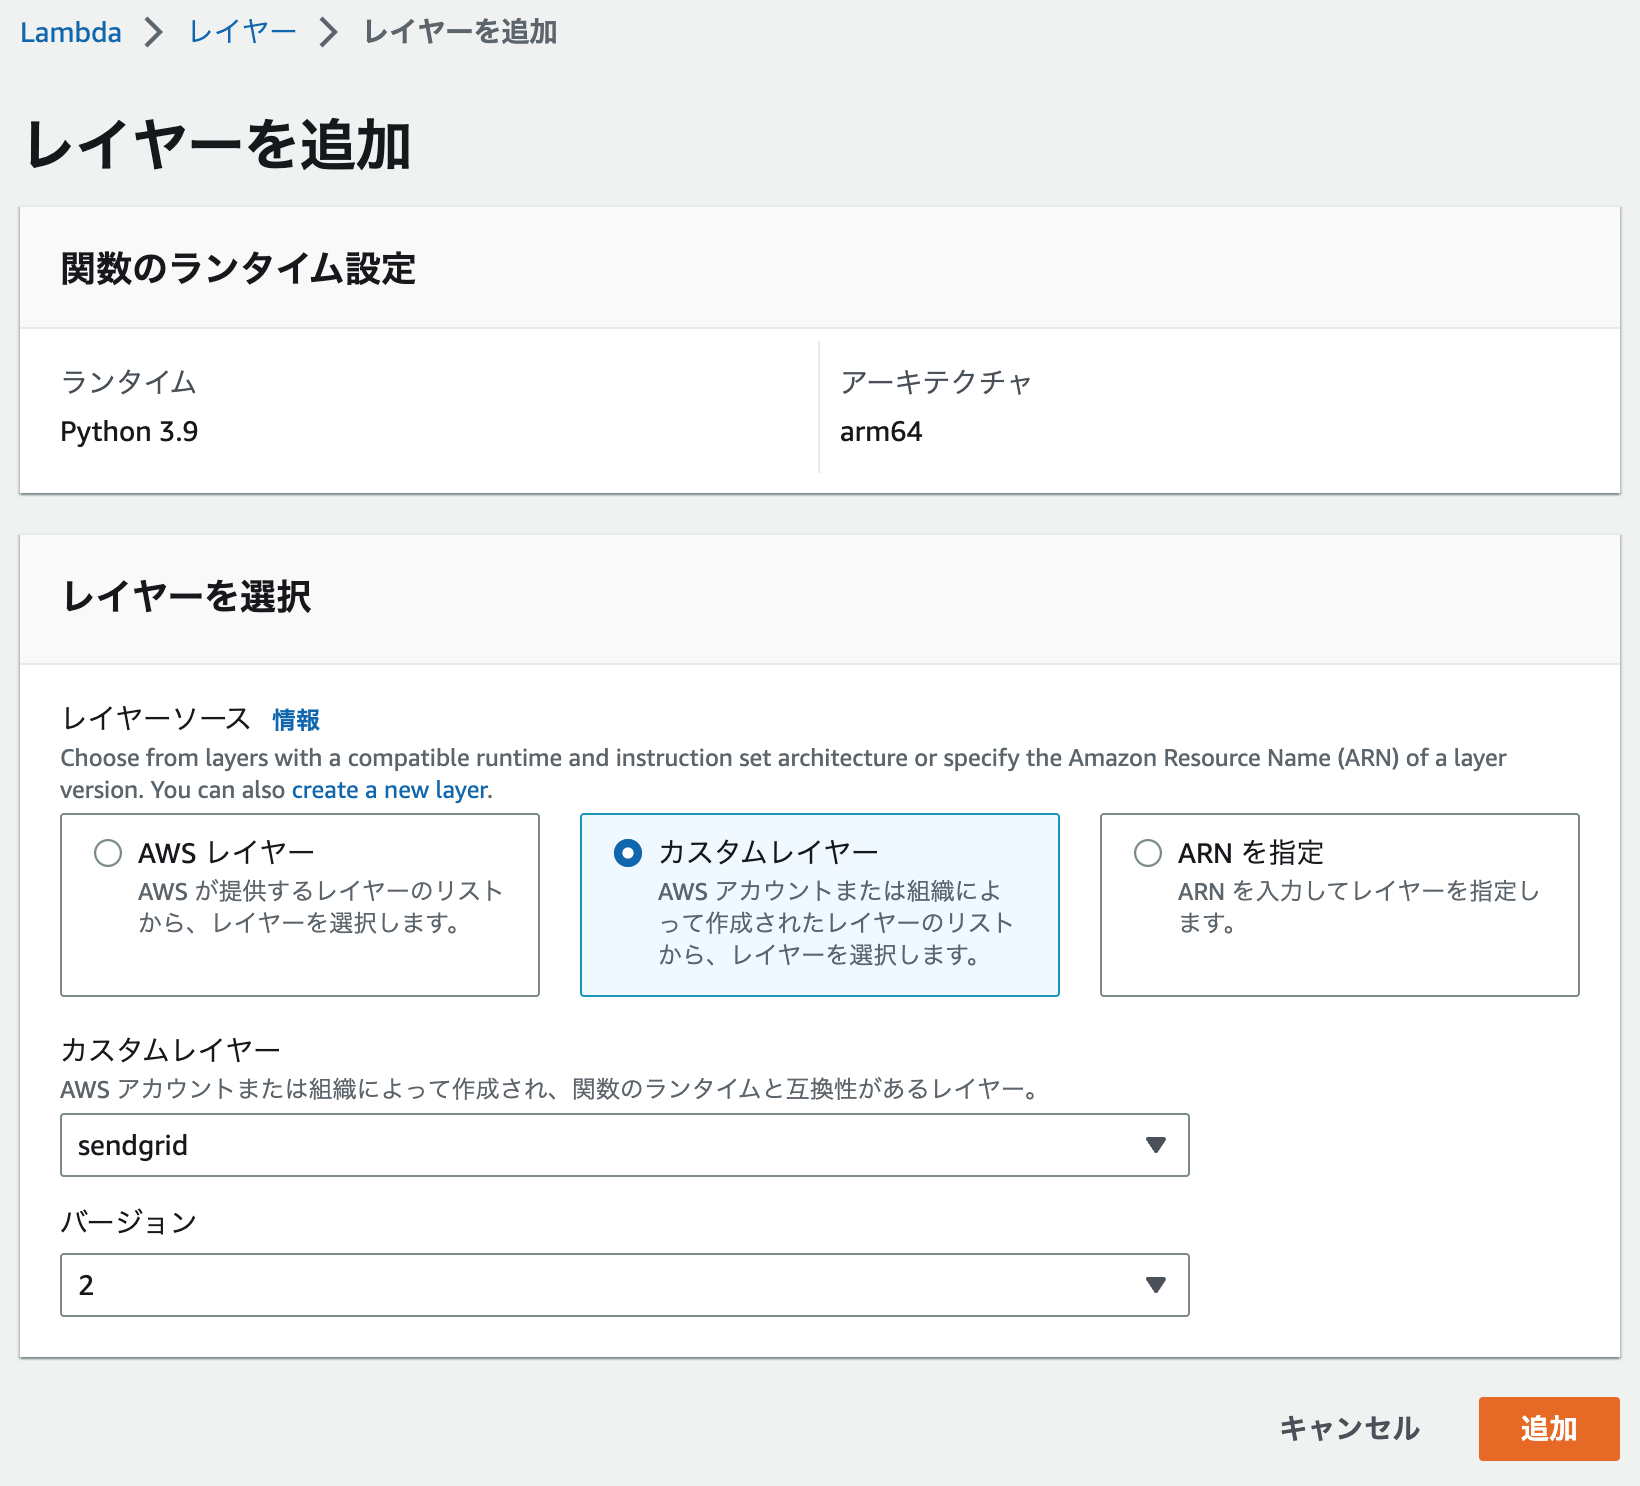 Lambda > レイヤー > レイヤーを追加
レイヤーを追加
関数のランタイム設定
ランタイム
Python 3.9
アーキテクチャ
arm64
レイヤーを選択
レイヤーソース 情報
Choose from layers with a compatible runtime and instruction set architecture or specify the Amazon Resource Name (ARN) of a layer
version. You can also create a new layer.
AWS レイヤー
AWS が提供するレイヤーのリスト
から、レイヤーを選択します。
カスタムレイヤー
AWS アカウントまたは組織によ
って作成されたレイヤーのリスト
から、レイヤーを選択します。
ARN を指定
ARN を入力してレイヤーを指定し
ます。
カスタムレイヤー
AWS アカウントまたは組織によって作成され、関数のランタイムと互換性があるレイヤー。
sendgrid
バージョン
2
キャンセル
追加